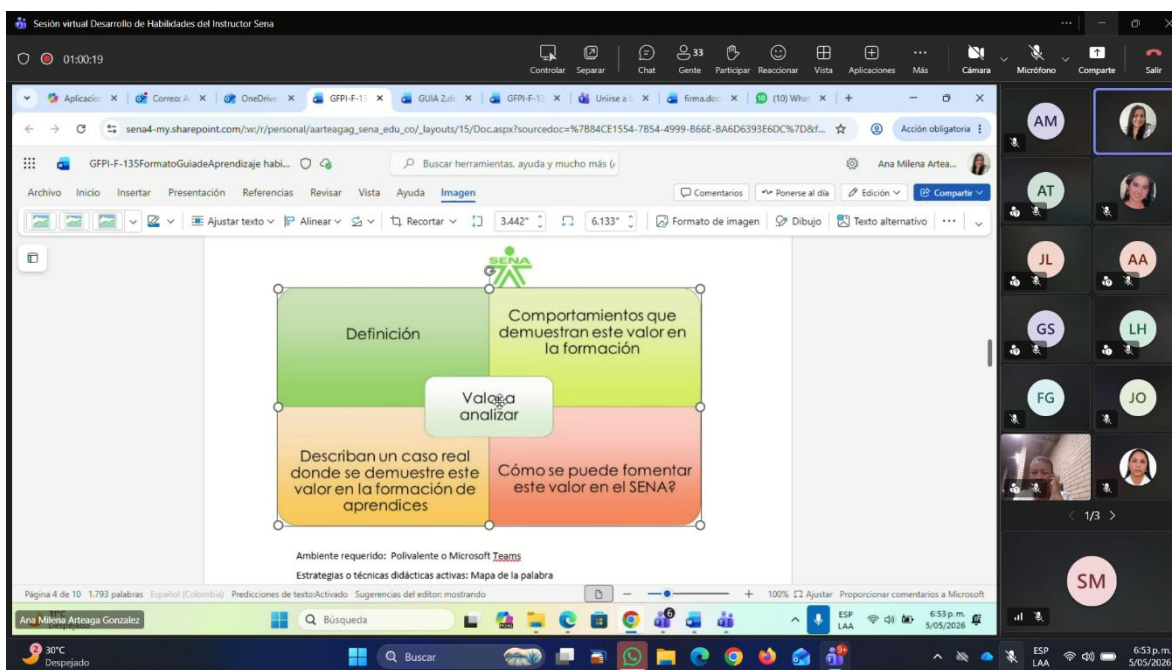 Sesión virtual Desarrollo de Habilidades del Instructor Sena
01:00:19
Controlar Separar Chat Gente 33 Participar Reaccionar Vista Aplicaciones Más Cámara Micrófono Comparte Salir
Aplicacio Correo: A OneDrive GFPI-F-13 GUIA 2.d GFPI-F-1 Unirse a l firma.doc (10) What
sena4-my.sharepoint.com/:w:/r/personal/aarteagag_sena_edu_co/_layouts/15/Doc.aspx?sourcedoc=%7B84CE1554-7B54-4999-B66E-8A6D6393E6DC%7D&f... Acción obligatoria
GFPI-F-135FormatoGuiadeAprendizaje habi... Buscar herramientas, ayuda y mucho más (A Ana Milena Artea...
Archivo Inicio Insertar Presentación Referencias Revisar Vista Ayuda Imagen Comentarios Ponerse al día Edición Compartir
Ajustar texto Alinear Recortar 3.442" 6.133" Formato de imagen Dibujo Texto alternativo
SENA
Definición
Comportamientos que
demuestran este valor en
la formación
Valor a
analizar
Describan un caso real
donde se demuestre este
valor en la formación de
aprendices
Cómo se puede fomentar
este valor en el SENA?
Ambiente requerido: Polivalente o Microsoft Teams
Estrategias o técnicas didácticas activas: Mapa de la palabra
Página 4 de 10 1.793 palabras Español (Colombia) Predicciones de texto:Activado Sugerencias del editor: mostrando 100% Ajustar Proporcionar comentarios a Microsoft
Ana Milena Arteaga Gonzalez
Búsqueda
ESP
LAA
6:53 p.m.
5/05/2026
AM
AT
JL AA
GS LH
FG JO
1/3
SM
30°C
Despejado
Buscar
ESP
LAA
6:53 p.m.
5/05/2026